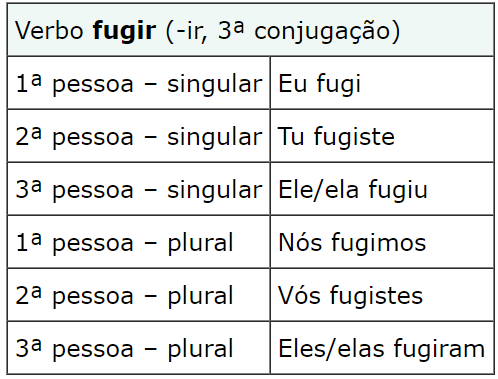 Verbo fugir (-ir, 3ª conjugação)
1ª pessoa – singular Eu fugi
2ª pessoa – singular Tu fugiste
3ª pessoa – singular Ele/ela fugiu
1ª pessoa – plural Nós fugimos
2ª pessoa – plural Vós fugistes
3ª pessoa – plural Eles/elas fugiram